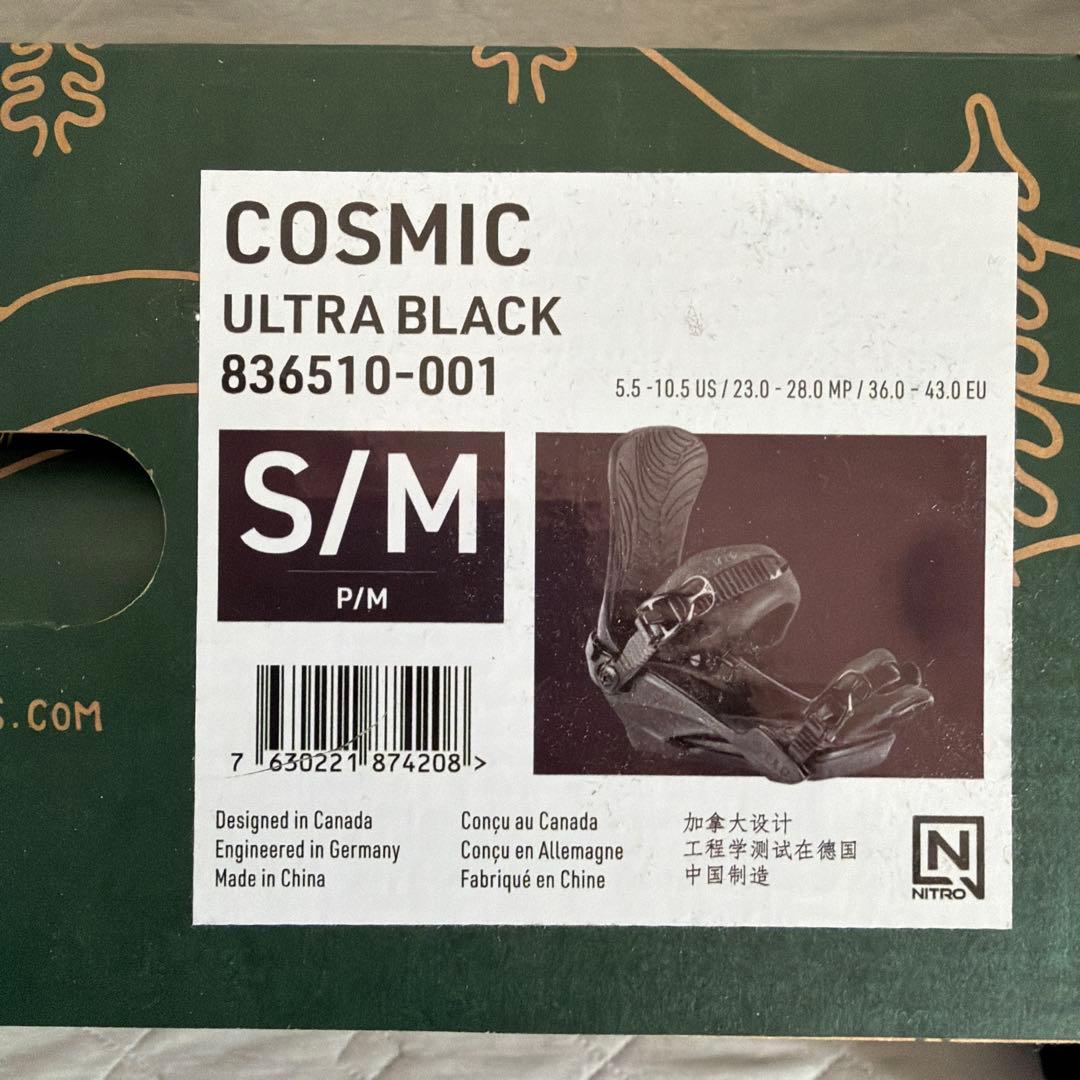 COSMIC
ULTRA BLACK
836510-001
5.5 -10.5 US / 23.0 - 28.0 MP / 36.0 - 43.0 EU
S/M
P/M
7 630221 874208 >
S.COM
Designed in Canada
Engineered in Germany
Made in China
Conçu au Canada
Conçu en Allemagne
Fabriqué en Chine
加拿大设计
工程学测试在德国
中国制造
N
NITRO